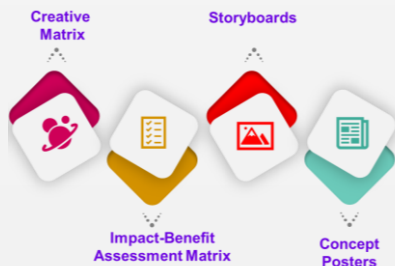 Creative
Matrix
Storyboards
Impact-Benefit
Assessment Matrix
Concept
Posters